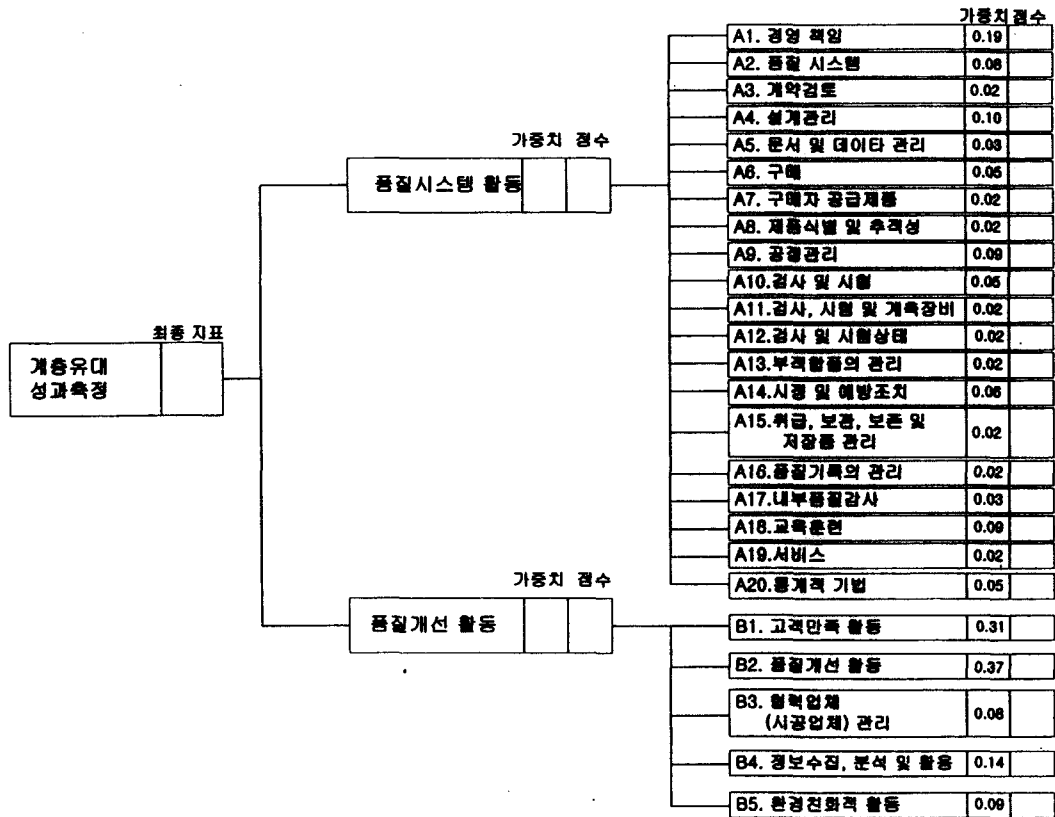 가중치 점수
A1. 경영 책임 0.19
A2. 품질 시스템 0.08
A3. 계약검토 0.02
A4. 설계관리 0.10
A5. 문서 및 데이타 관리 0.03
A6. 구매 0.05
A7. 구매자 공급제품 0.02
A8. 제품식별 및 추적성 0.02
A9. 공정관리 0.09
A10.검사 및 시험 0.05
A11.검사, 시험 및 계측장비 0.02
A12.검사 및 시험상태 0.02
A13.부적합품의 관리 0.02
A14.시정 및 예방조치 0.06
A15.취급, 보관, 보존 및
저장품 관리 0.02
A16.품질기록의 관리 0.02
A17.내부품질감사 0.03
A18.교육훈련 0.09
A19.서비스 0.02
A20.통계적 기법 0.05
가중치 점수
품질시스템 활동
최종 지표
계층유대
성과측정
가중치 점수
품질개선 활동
B1. 고객만족 활동 0.31
B2. 품질개선 활동 0.37
B3. 협력업체
(시공업체) 관리 0.08
B4. 정보수집, 분석 및 활용 0.14
B5. 환경친화적 활동 0.09